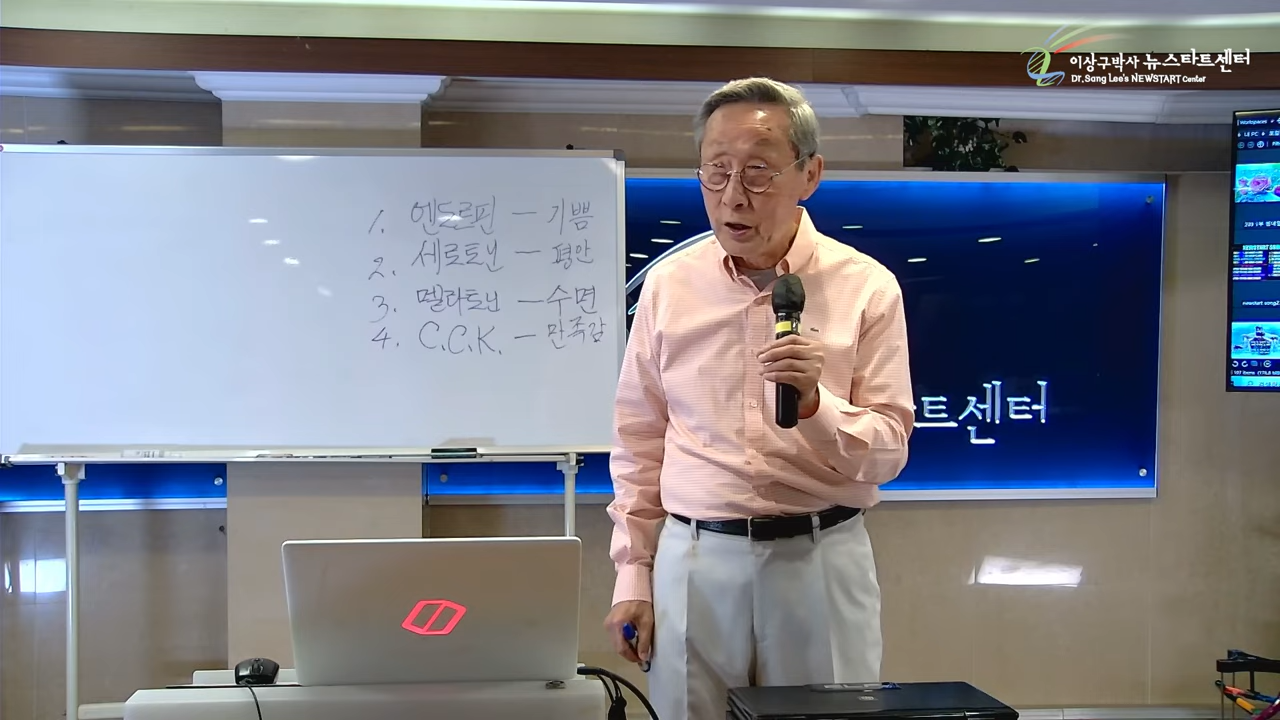 이상구박사 뉴스타트센터
Dr. Sang Lee's NEWSTART Center
1. 엔도르핀 - 기쁨
2. 세로토닌 - 평안
3. 멜라토닌 - 수면
4. C.C.K. - 만족감
트센터
Workspaces